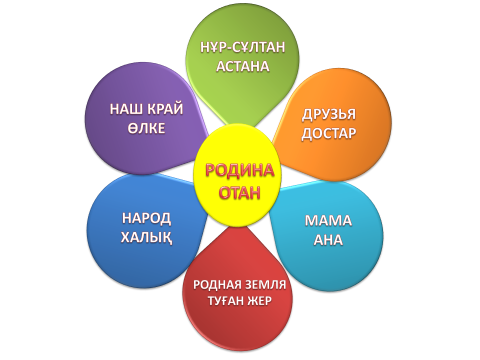 НҰР-СҰЛТАН
АСТАНА
НАШ КРАЙ
ӨЛКЕ
ДРУЗЬЯ
ДОСТАР
РОДИНА
ОТАН
НАРОД
ХАЛЫҚ
МАМА
АНА
РОДНАЯ ЗЕМЛЯ
ТУҒАН ЖЕР